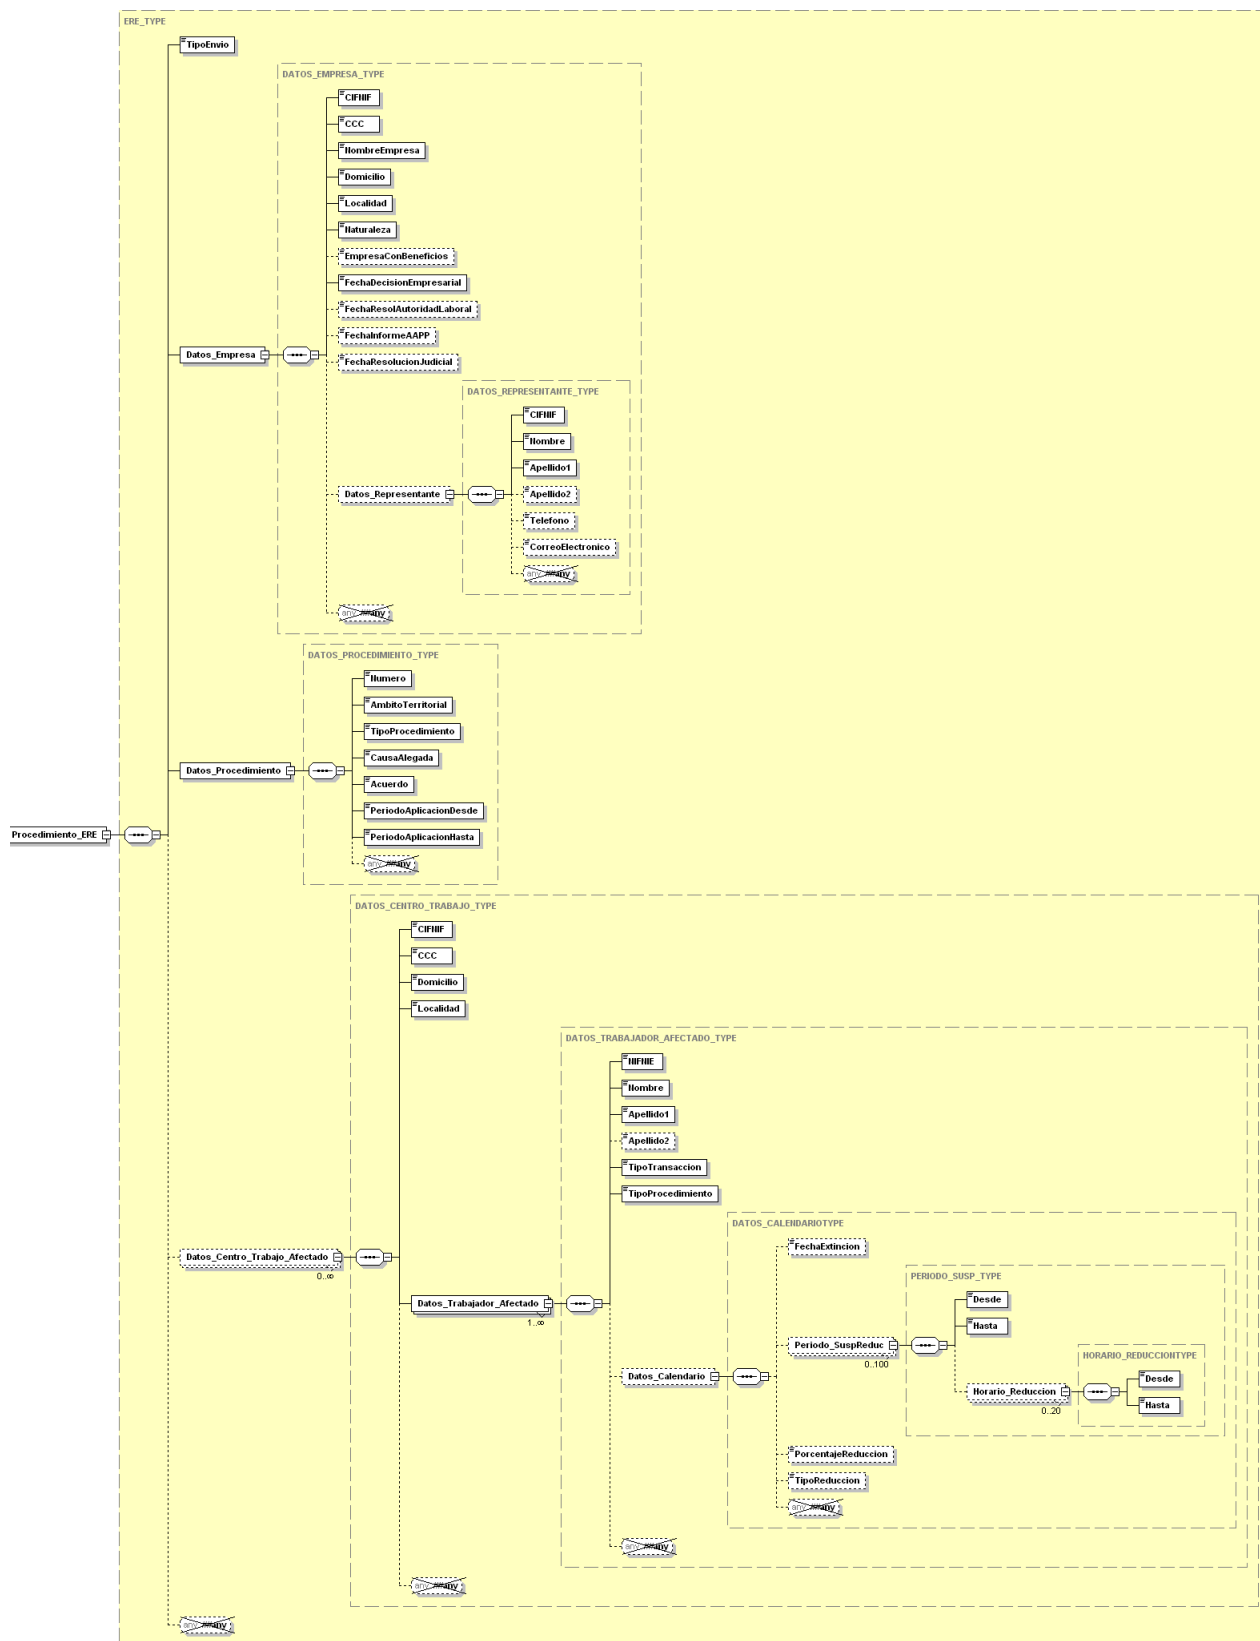 ERE_TYPE
TipoEnvio
DATOS_EMPRESA_TYPE
CIFNIF
CCC
NombreEmpresa
Domicilio
Localidad
Naturaleza
EmpresaConBeneficios
FechaDecisionEmpresarial
FechaResolAutoridadLaboral
FechaInformeAAPP
Datos_Empresa
FechaResolucionJudicial
DATOS_REPRESENTANTE_TYPE
CIFNIF
Nombre
Apellido1
Datos_Representante
Apellido2
Telefono
CorreoElectronico
any ##any
any ##any
DATOS_PROCEDIMIENTO_TYPE
Numero
AmbitoTerritorial
TipoProcedimiento
CausaAlegada
Datos_Procedimiento
Acuerdo
PeriodoAplicacionDesde
Procedimiento_ERE
PeriodoAplicacionHasta
any ##any
DATOS_CENTRO_TRABAJO_TYPE
CIFNIF
CCC
Domicilio
Localidad
DATOS_TRABAJADOR_AFECTADO_TYPE
NIFNIE
Nombre
Apellido1
Apellido2
TipoTransaccion
TipoProcedimiento
DATOS_CALENDARIOTYPE
FechaExtincion
Datos_Centro_Trabajo_Afectado
0..∞
PERIODO_SUSP_TYPE
Desde
Datos_Trabajador_Afectado
1..∞
Hasta
Periodo_SuspReduc
0..100
HORARIO_REDUCCIONTYPE
Datos_Calendario
Desde
Horario_Reduccion
0..20
Hasta
PorcentajeReduccion
TipoReduccion
any ##any
any ##any
any ##any
any ##any